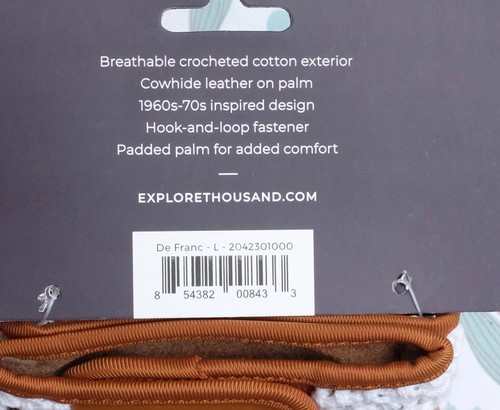 Breathable crocheted cotton exterior
Cowhide leather on palm
1960s-70s inspired design
Hook-and-loop fastener
Padded palm for added comfort
EXPLORETHOUSAND.COM
De Franc - L - 2042301000
8 54382 00843 3